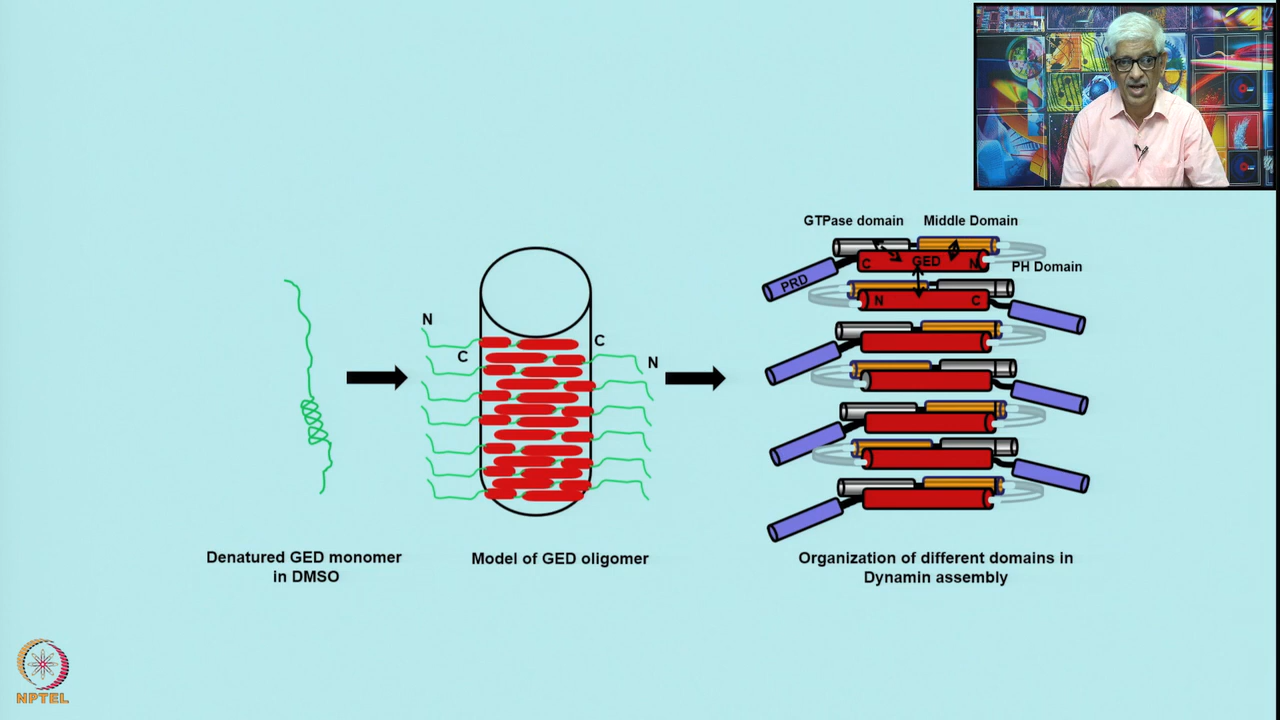 GTPase domain
Middle Domain
C
GED
N
PH Domain
PRD
N
C
N
C
C
N
Denatured GED monomer
in DMSO
Model of GED oligomer
Organization of different domains in
Dynamin assembly
NPTEL